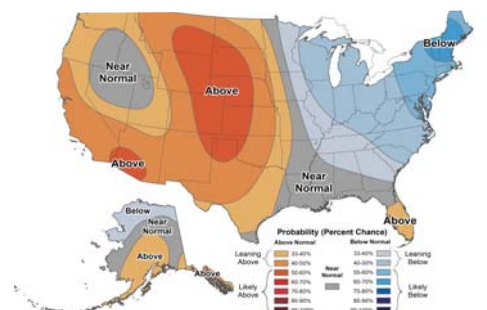 Below
Near
Normal
Above
Above
Near
Normal
Above
Below
Near
Normal
Above
Above
Probability (Percent Chance)
Above Normal
Below Normal
Leaning
Above
33-40%
40-50%
50-60%
60-70%
70-80%
80-90%
Likely
Above
Near
Normal
33-40%
40-50%
50-60%
60-70%
70-80%
80-90%
Leaning
Below
Likely
Below